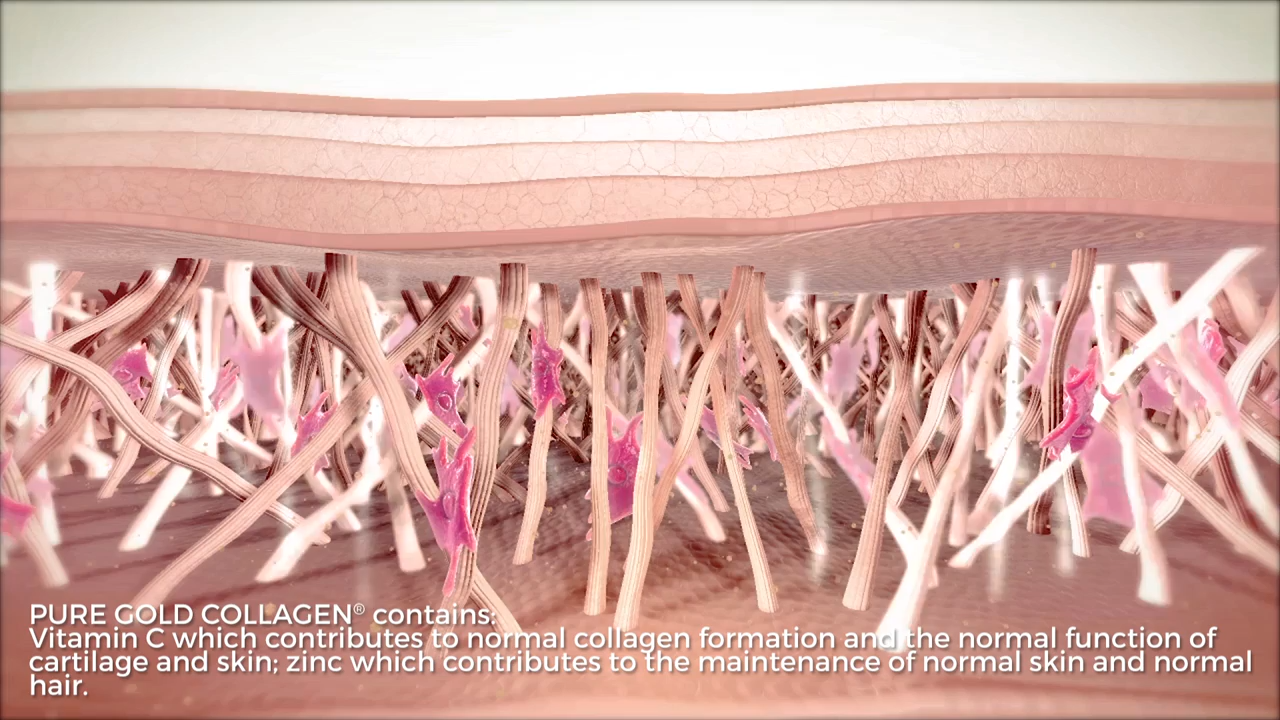 PURE GOLD COLLAGEN® contains:
Vitamin C which contributes to normal collagen formation and the normal function of
cartilage and skin; zinc which contributes to the maintenance of normal skin and normal
hair.